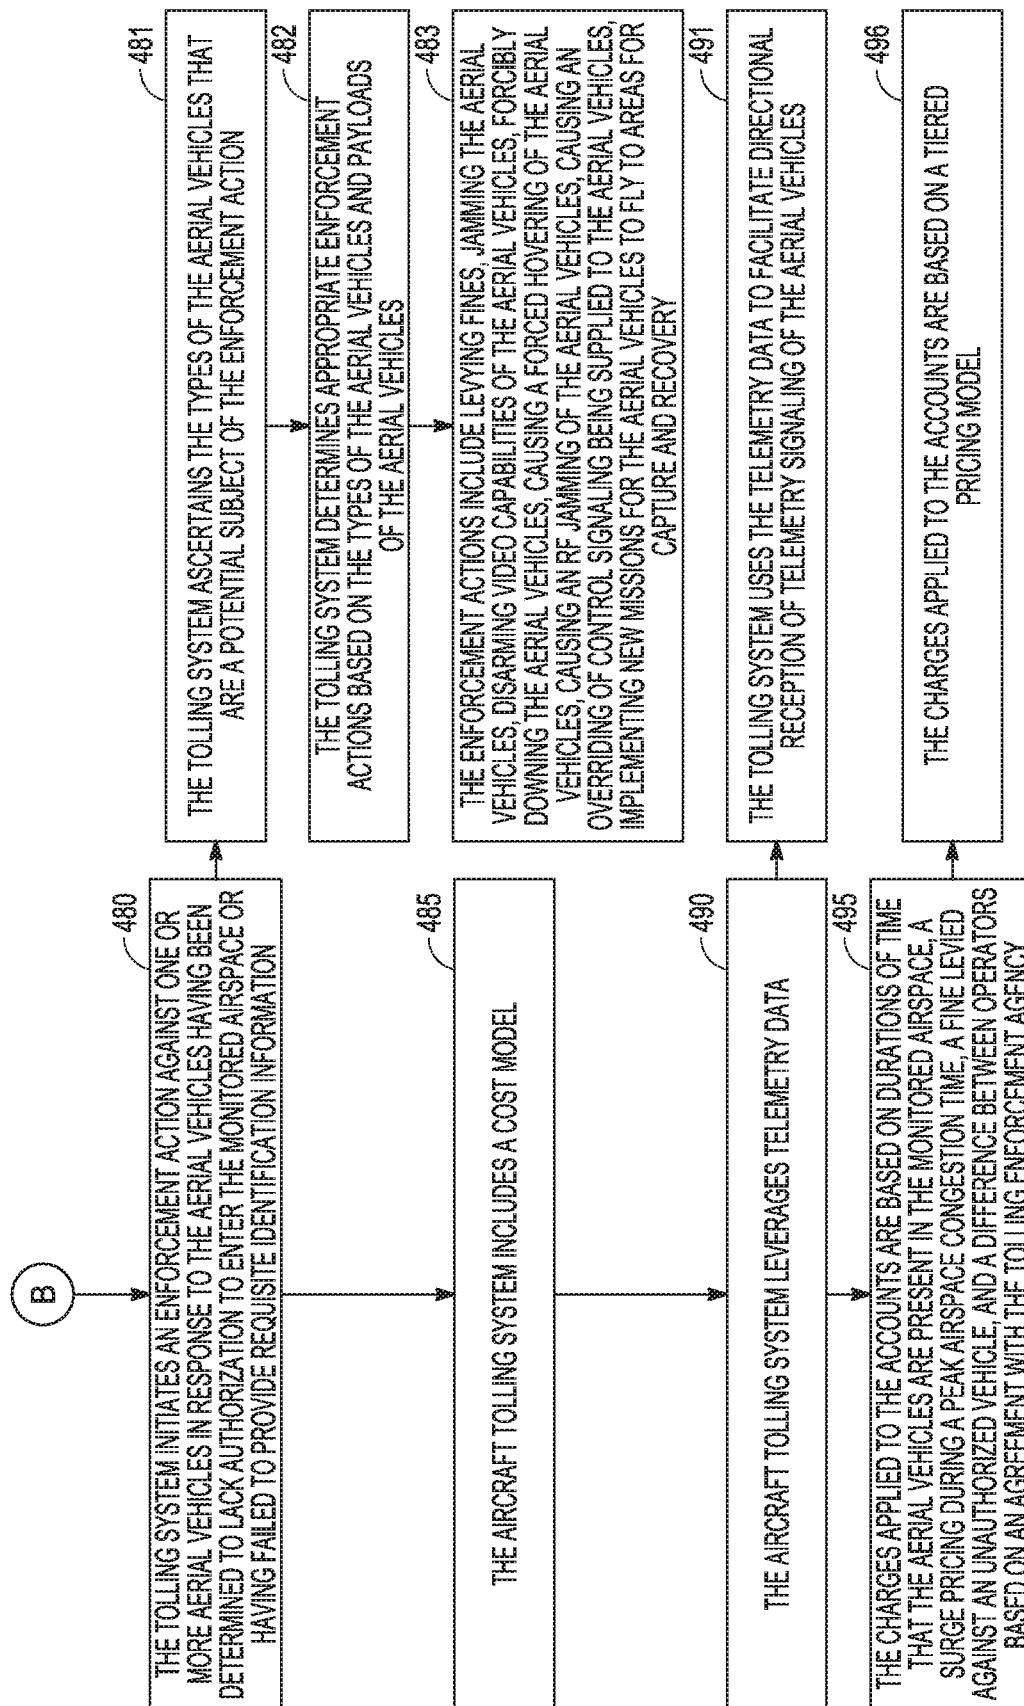 B
480
THE TOLLING SYSTEM INITIATES AN ENFORCEMENT ACTION AGAINST ONE OR
MORE AERIAL VEHICLES IN RESPONSE TO THE AERIAL VEHICLES HAVING BEEN
DETERMINED TO LACK AUTHORIZATION TO ENTER THE MONITORED AIRSPACE OR
HAVING FAILED TO PROVIDE REQUISITE IDENTIFICATION INFORMATION
481
THE TOLLING SYSTEM ASCERTAINS THE TYPES OF THE AERIAL VEHICLES THAT
ARE A POTENTIAL SUBJECT OF THE ENFORCEMENT ACTION
482
THE TOLLING SYSTEM DETERMINES APPROPRIATE ENFORCEMENT
ACTIONS BASED ON THE TYPES OF THE AERIAL VEHICLES AND PAYLOADS
OF THE AERIAL VEHICLES
483
THE ENFORCEMENT ACTIONS INCLUDE LEVYING FINES, JAMMING THE AERIAL
VEHICLES, DISARMING VIDEO CAPABILITIES OF THE AERIAL VEHICLES, FORCIBLY
DOWNING THE AERIAL VEHICLES, CAUSING A FORCED HOVERING OF THE AERIAL
VEHICLES, CAUSING AN RF JAMMING OF THE AERIAL VEHICLES, CAUSING AN
OVERRIDING OF CONTROL SIGNALING BEING SUPPLIED TO THE AERIAL VEHICLES,
IMPLEMENTING NEW MISSIONS FOR THE AERIAL VEHICLES TO FLY TO AREAS FOR
CAPTURE AND RECOVERY
485
THE AIRCRAFT TOLLING SYSTEM INCLUDES A COST MODEL
490
THE AIRCRAFT TOLLING SYSTEM LEVERAGES TELEMETRY DATA
491
THE TOLLING SYSTEM USES THE TELEMETRY DATA TO FACILITATE DIRECTIONAL
RECEPTION OF TELEMETRY SIGNALING OF THE AERIAL VEHICLES
495
THE CHARGES APPLIED TO THE ACCOUNTS ARE BASED ON DURATIONS OF TIME
THAT THE AERIAL VEHICLES ARE PRESENT IN THE MONITORED AIRSPACE, A
SURGE PRICING DURING A PEAK AIRSPACE CONGESTION TIME, A FINE LEVIED
AGAINST AN UNAUTHORIZED VEHICLE, AND A DIFFERENCE BETWEEN OPERATORS
BASED ON AN AGREEMENT WITH THE TOLLING ENFORCEMENT AGENCY
496
THE CHARGES APPLIED TO THE ACCOUNTS ARE BASED ON A TIERED
PRICING MODEL